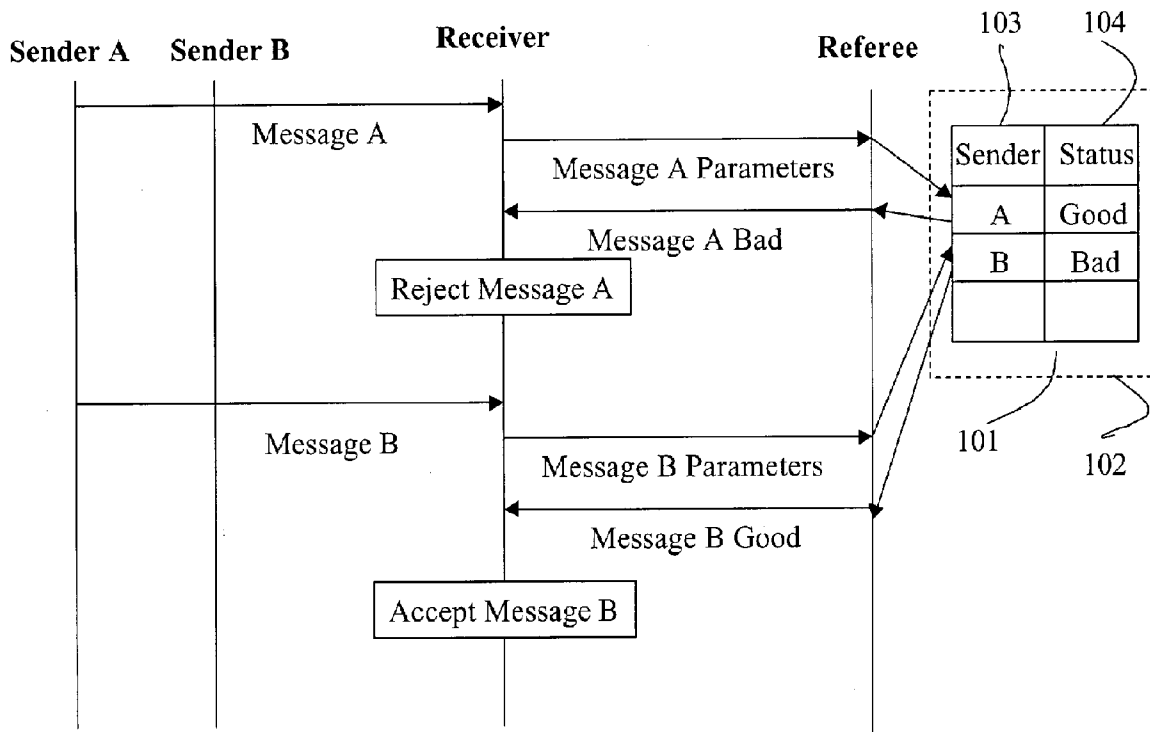 103 104
Sender A Sender B Receiver Referee
Message A
Sender Status
Message A Parameters
A Good
Message A Bad
B Bad
Reject Message A
Message B
101
102
Message B Parameters
Message B Good
Accept Message B